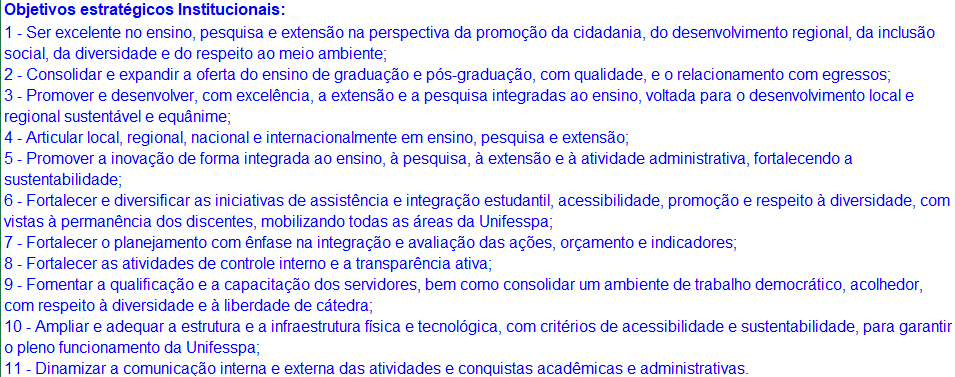 Objetivos estratégicos Institucionais:
1 - Ser excelente no ensino, pesquisa e extensão na perspectiva da promoção da cidadania, do desenvolvimento regional, da inclusão
social, da diversidade e do respeito ao meio ambiente;
2 - Consolidar e expandir a oferta do ensino de graduação e pós-graduação, com qualidade, e o relacionamento com egressos;
3 - Promover e desenvolver, com excelência, a extensão e a pesquisa integradas ao ensino, voltada para o desenvolvimento local e
regional sustentável e equânime;
4 - Articular local, regional, nacional e internacionalmente em ensino, pesquisa e extensão;
5 - Promover a inovação de forma integrada ao ensino, à pesquisa, à extensão e à atividade administrativa, fortalecendo a
sustentabilidade;
6 - Fortalecer e diversificar as iniciativas de assistência e integração estudantil, acessibilidade, promoção e respeito à diversidade, com
vistas à permanência dos discentes, mobilizando todas as áreas da Unifesspa;
7 - Fortalecer o planejamento com ênfase na integração e avaliação das ações, orçamento e indicadores;
8 - Fortalecer as atividades de controle interno e a transparência ativa;
9 - Fomentar a qualificação e a capacitação dos servidores, bem como consolidar um ambiente de trabalho democrático, acolhedor,
com respeito à diversidade e à liberdade de cátedra;
10 - Ampliar e adequar a estrutura e a infraestrutura física e tecnológica, com critérios de acessibilidade e sustentabilidade, para garantir
o pleno funcionamento da Unifesspa;
11 - Dinamizar a comunicação interna e externa das atividades e conquistas acadêmicas e administrativas.